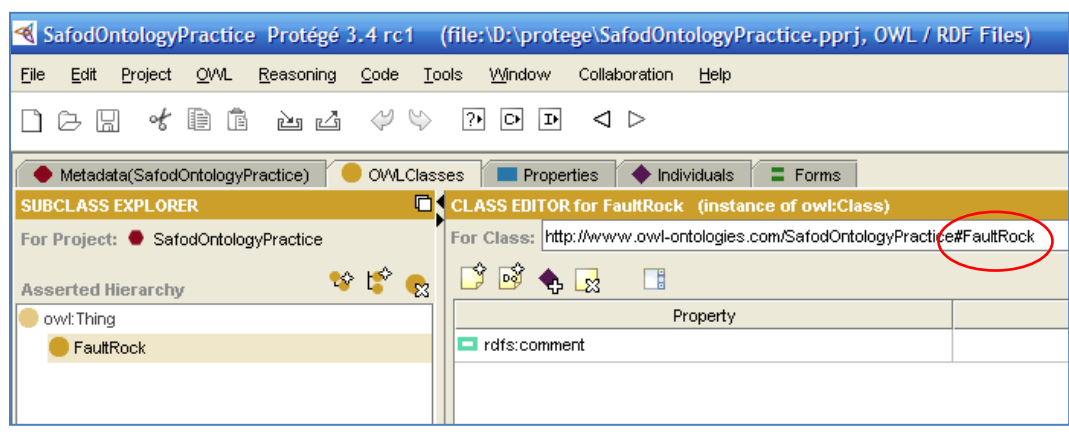 SafodOntologyPractice Protégé 3.4 rc1 (file:\D:\protege\SafodOntologyPractice.pprj, OWL / RDF Files)
File Edit Project OWL Reasoning Code Tools Window Collaboration Help
Metadata(SafodOntologyPractice) OWLClasses Properties Individuals Forms
SUBCLASS EXPLORER
CLASS EDITOR for FaultRock (instance of owl:Class)
For Project: SafodOntologyPractice
For Class: http://www.owl-ontologies.com/SafodOntologyPractice#FaultRock
Asserted Hierarchy
Property
owl:Thing
FaultRock
rdfs:comment